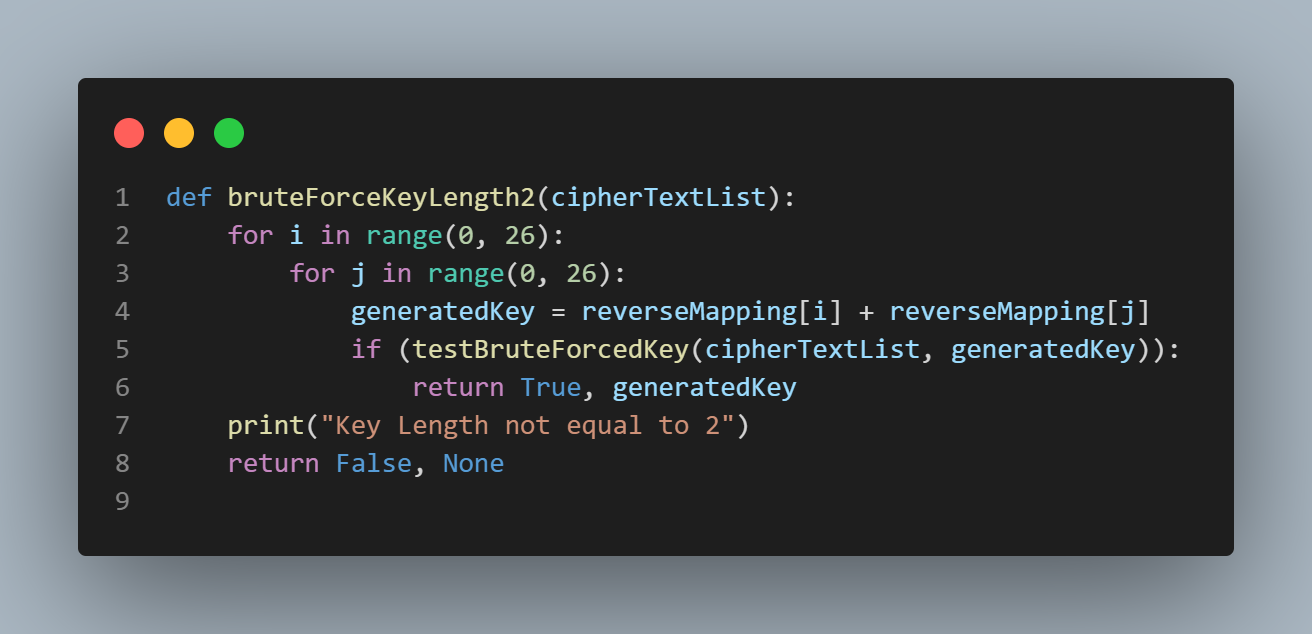 1 def bruteForceKeyLength2(cipherTextList):
2     for i in range(0, 26):
3         for j in range(0, 26):
4             generatedKey = reverseMapping[i] + reverseMapping[j]
5             if (testBruteForcedKey(cipherTextList, generatedKey)):
6                 return True, generatedKey
7     print("Key Length not equal to 2")
8     return False, None
9